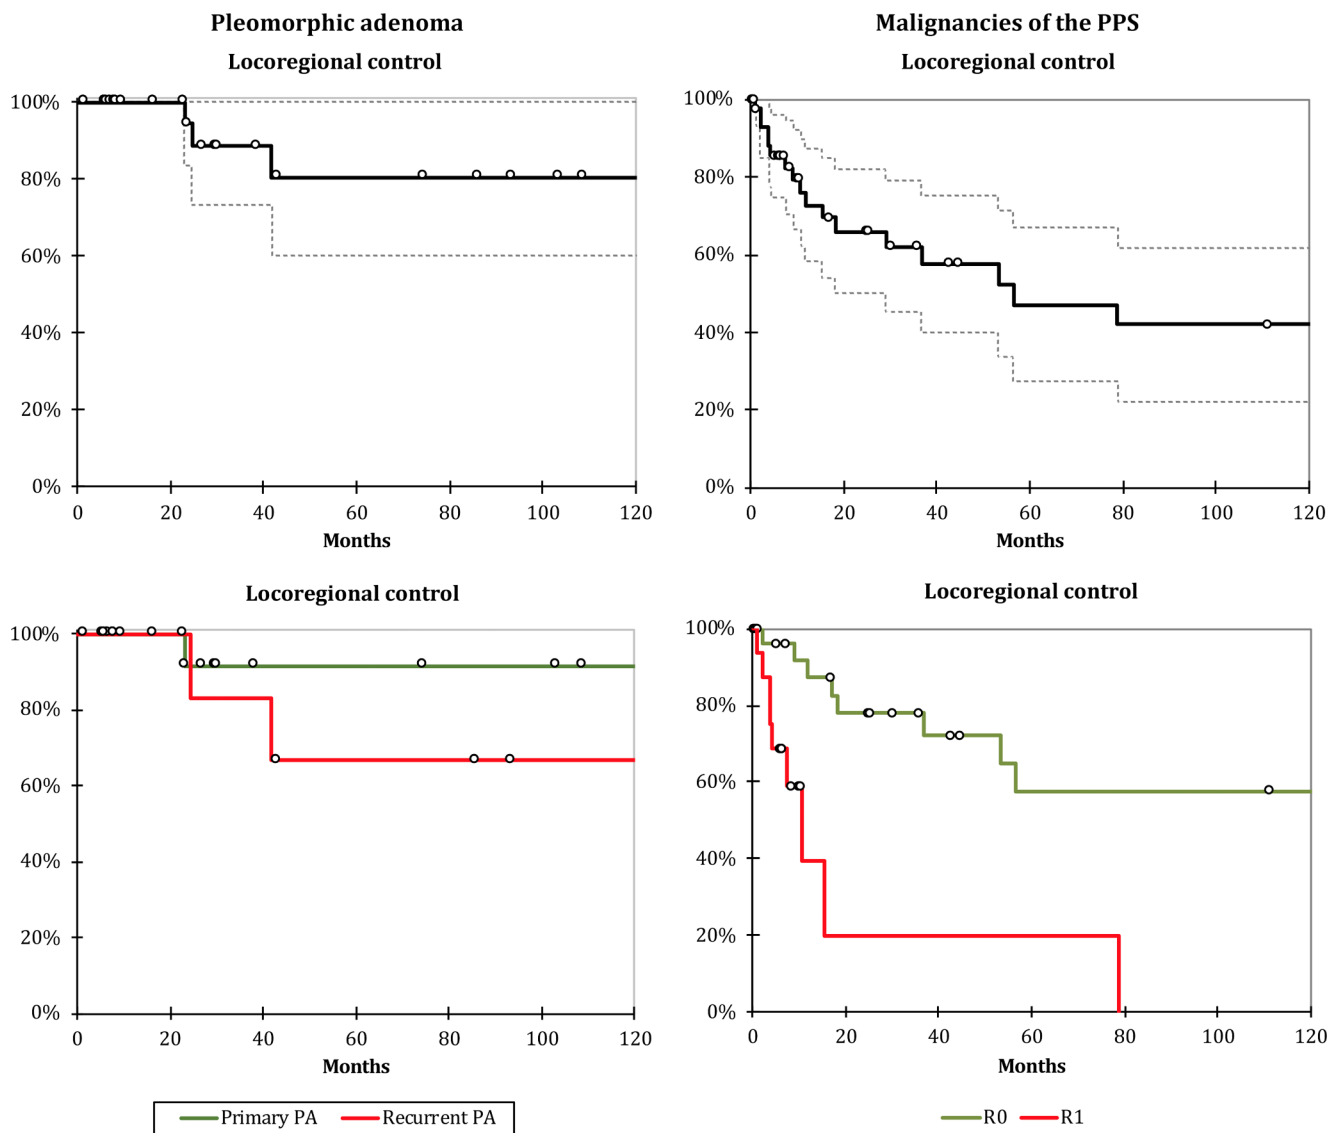 Pleomorphic adenoma
Locoregional control
100%
80%
60%
40%
20%
0%
0 20 40 60 80 100 120
Months
Malignancies of the PPS
Locoregional control
100%
80%
60%
40%
20%
0%
0 20 40 60 80 100 120
Months
Locoregional control
100%
80%
60%
40%
20%
0%
0 20 40 60 80 100 120
Months
Primary PA Recurrent PA
Locoregional control
100%
80%
60%
40%
20%
0%
0 20 40 60 80 100 120
Months
R0 R1